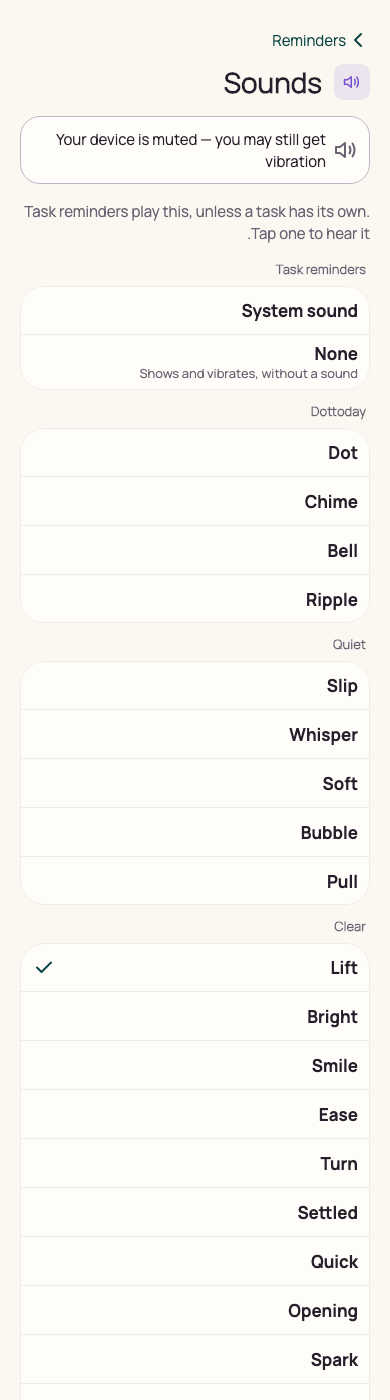 Reminders
Sounds
Your device is muted — you may still get
vibration
Task reminders play this, unless a task has its own.
.Tap one to hear it
Task reminders
System sound
None
Shows and vibrates, without a sound
Dottoday
Dot
Chime
Bell
Ripple
Quiet
Slip
Whisper
Soft
Bubble
Pull
Clear
Lift
Bright
Smile
Ease
Turn
Settled
Quick
Opening
Spark